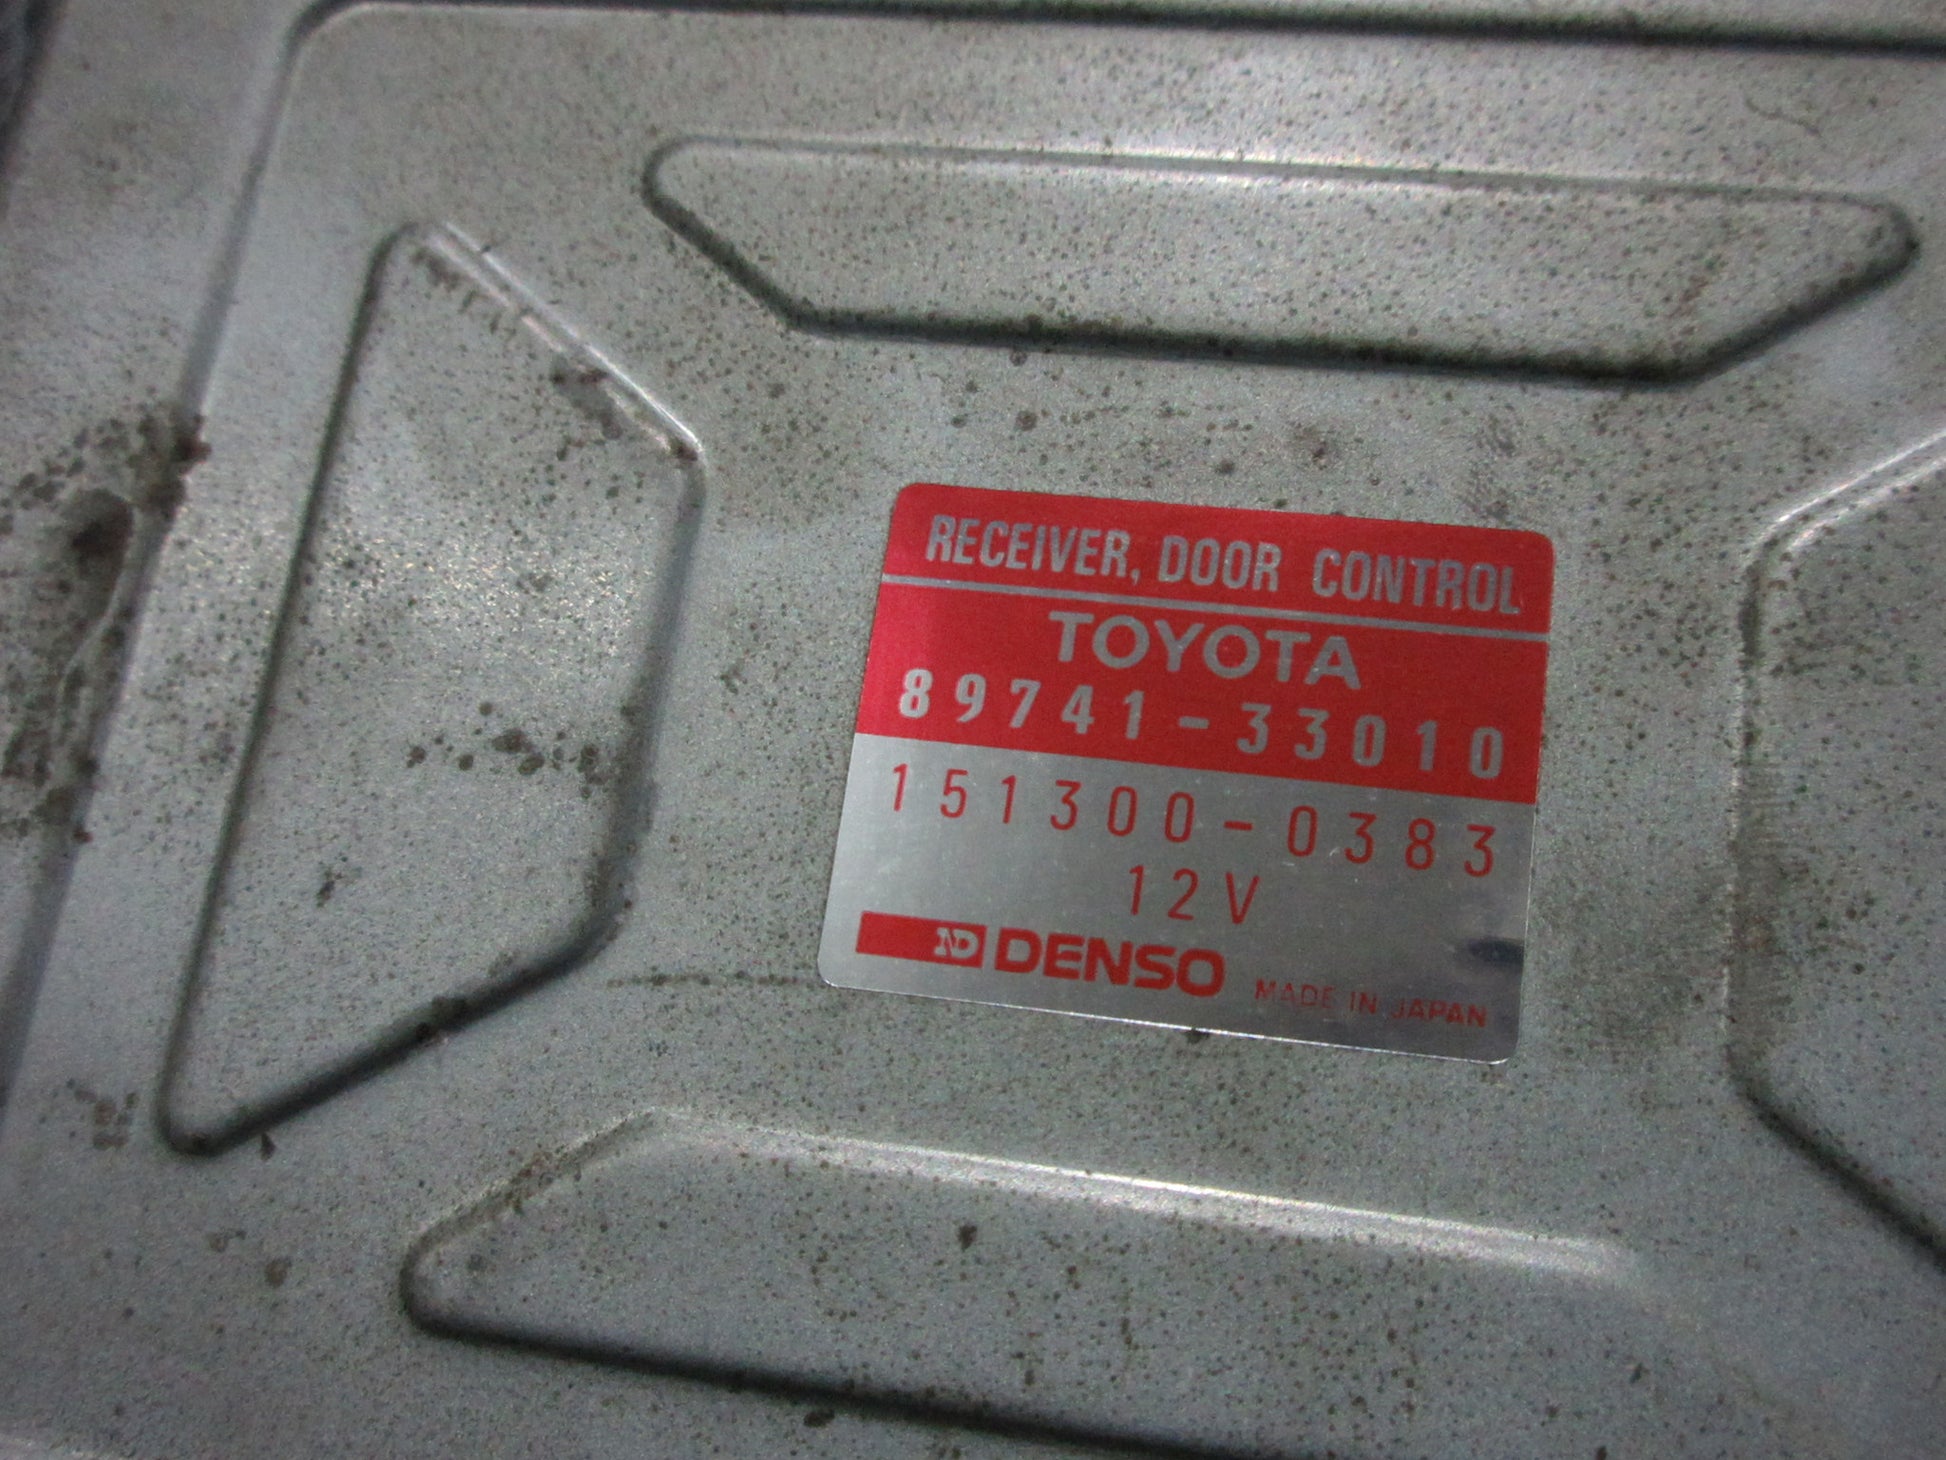 RECEIVER, DOOR CONTROL
TOYOTA
89741-33010
151300-0383
12V
ND DENSO MADE IN JAPAN